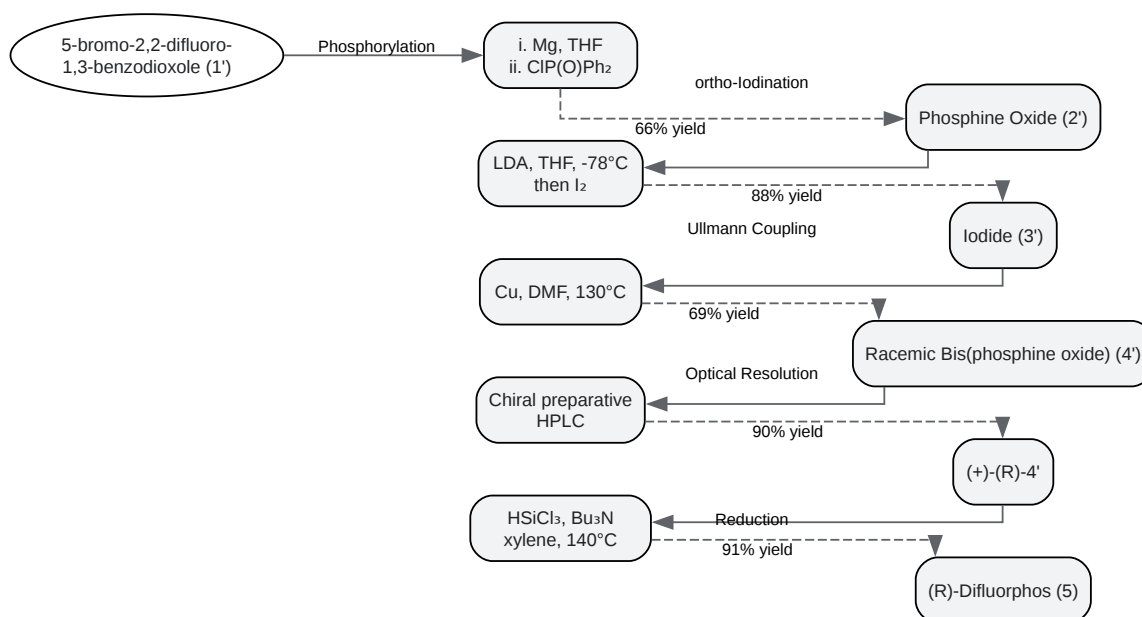 5-bromo-2,2-difluoro-
1,3-benzodioxole (1')
Phosphorylation
i. Mg, THF
ii. ClP(O)Ph₂
ortho-Iodination
66% yield
Phosphine Oxide (2')
LDA, THF, -78°C
then I₂
88% yield
Ullmann Coupling
Iodide (3')
Cu, DMF, 130°C
69% yield
Racemic Bis(phosphine oxide) (4')
Optical Resolution
Chiral preparative
HPLC
90% yield
(+)-(R)-4'
HSiCl₃, Bu₃N
xylene, 140°C
Reduction
91% yield
(R)-Difluorphos (5)